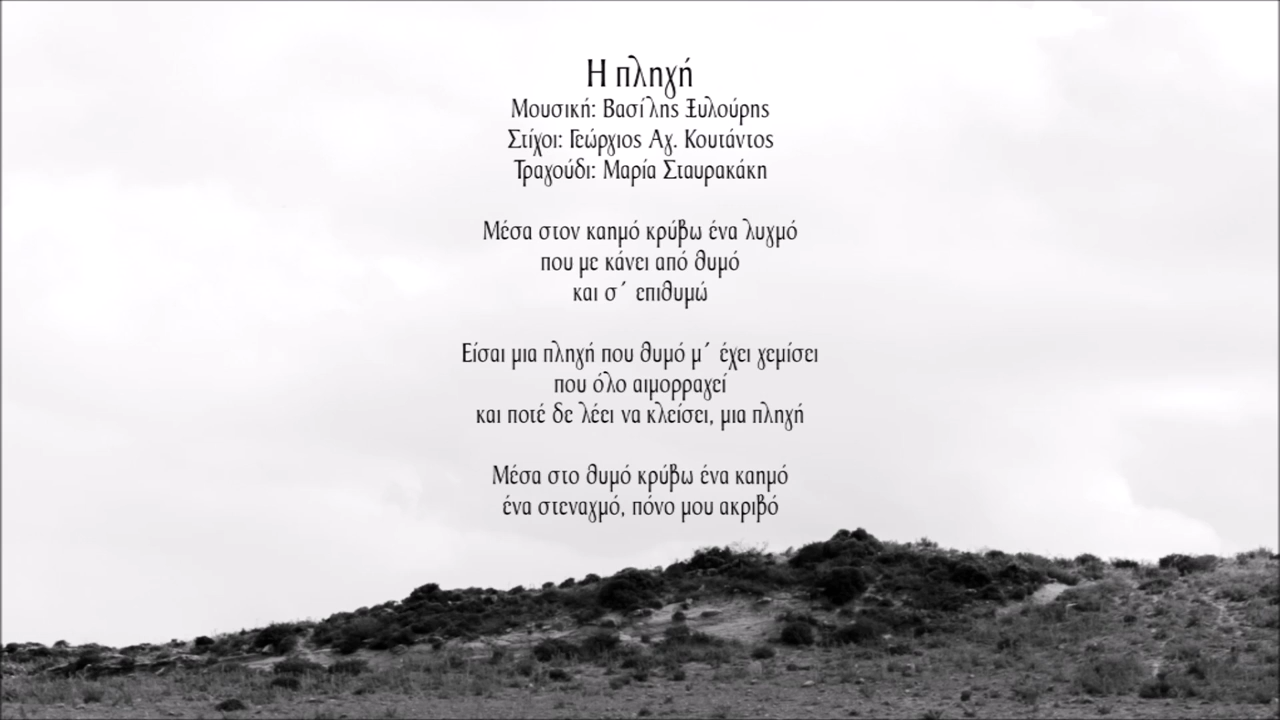 Η πληγή
Μουσική: Βασίλης Ξυλούρης
Στίχοι: Γεώργιος Αγ. Κουτάντος
Τραγούδι: Μαρία Σταυρακάκη
Μέσα στον καημό κρύβω ένα λυγμό
που με κάνει από θυμό
και σ΄ επιθυμώ
Είσαι μια πληγή που θυμό μ΄ έχει γεμίσει
που όλο αιμορραγεί
και ποτέ δε λέει να κλείσει, μια πληγή
Μέσα στο θυμό κρύβω ένα καημό
ένα στεναγμό, πόνο μου ακριβό